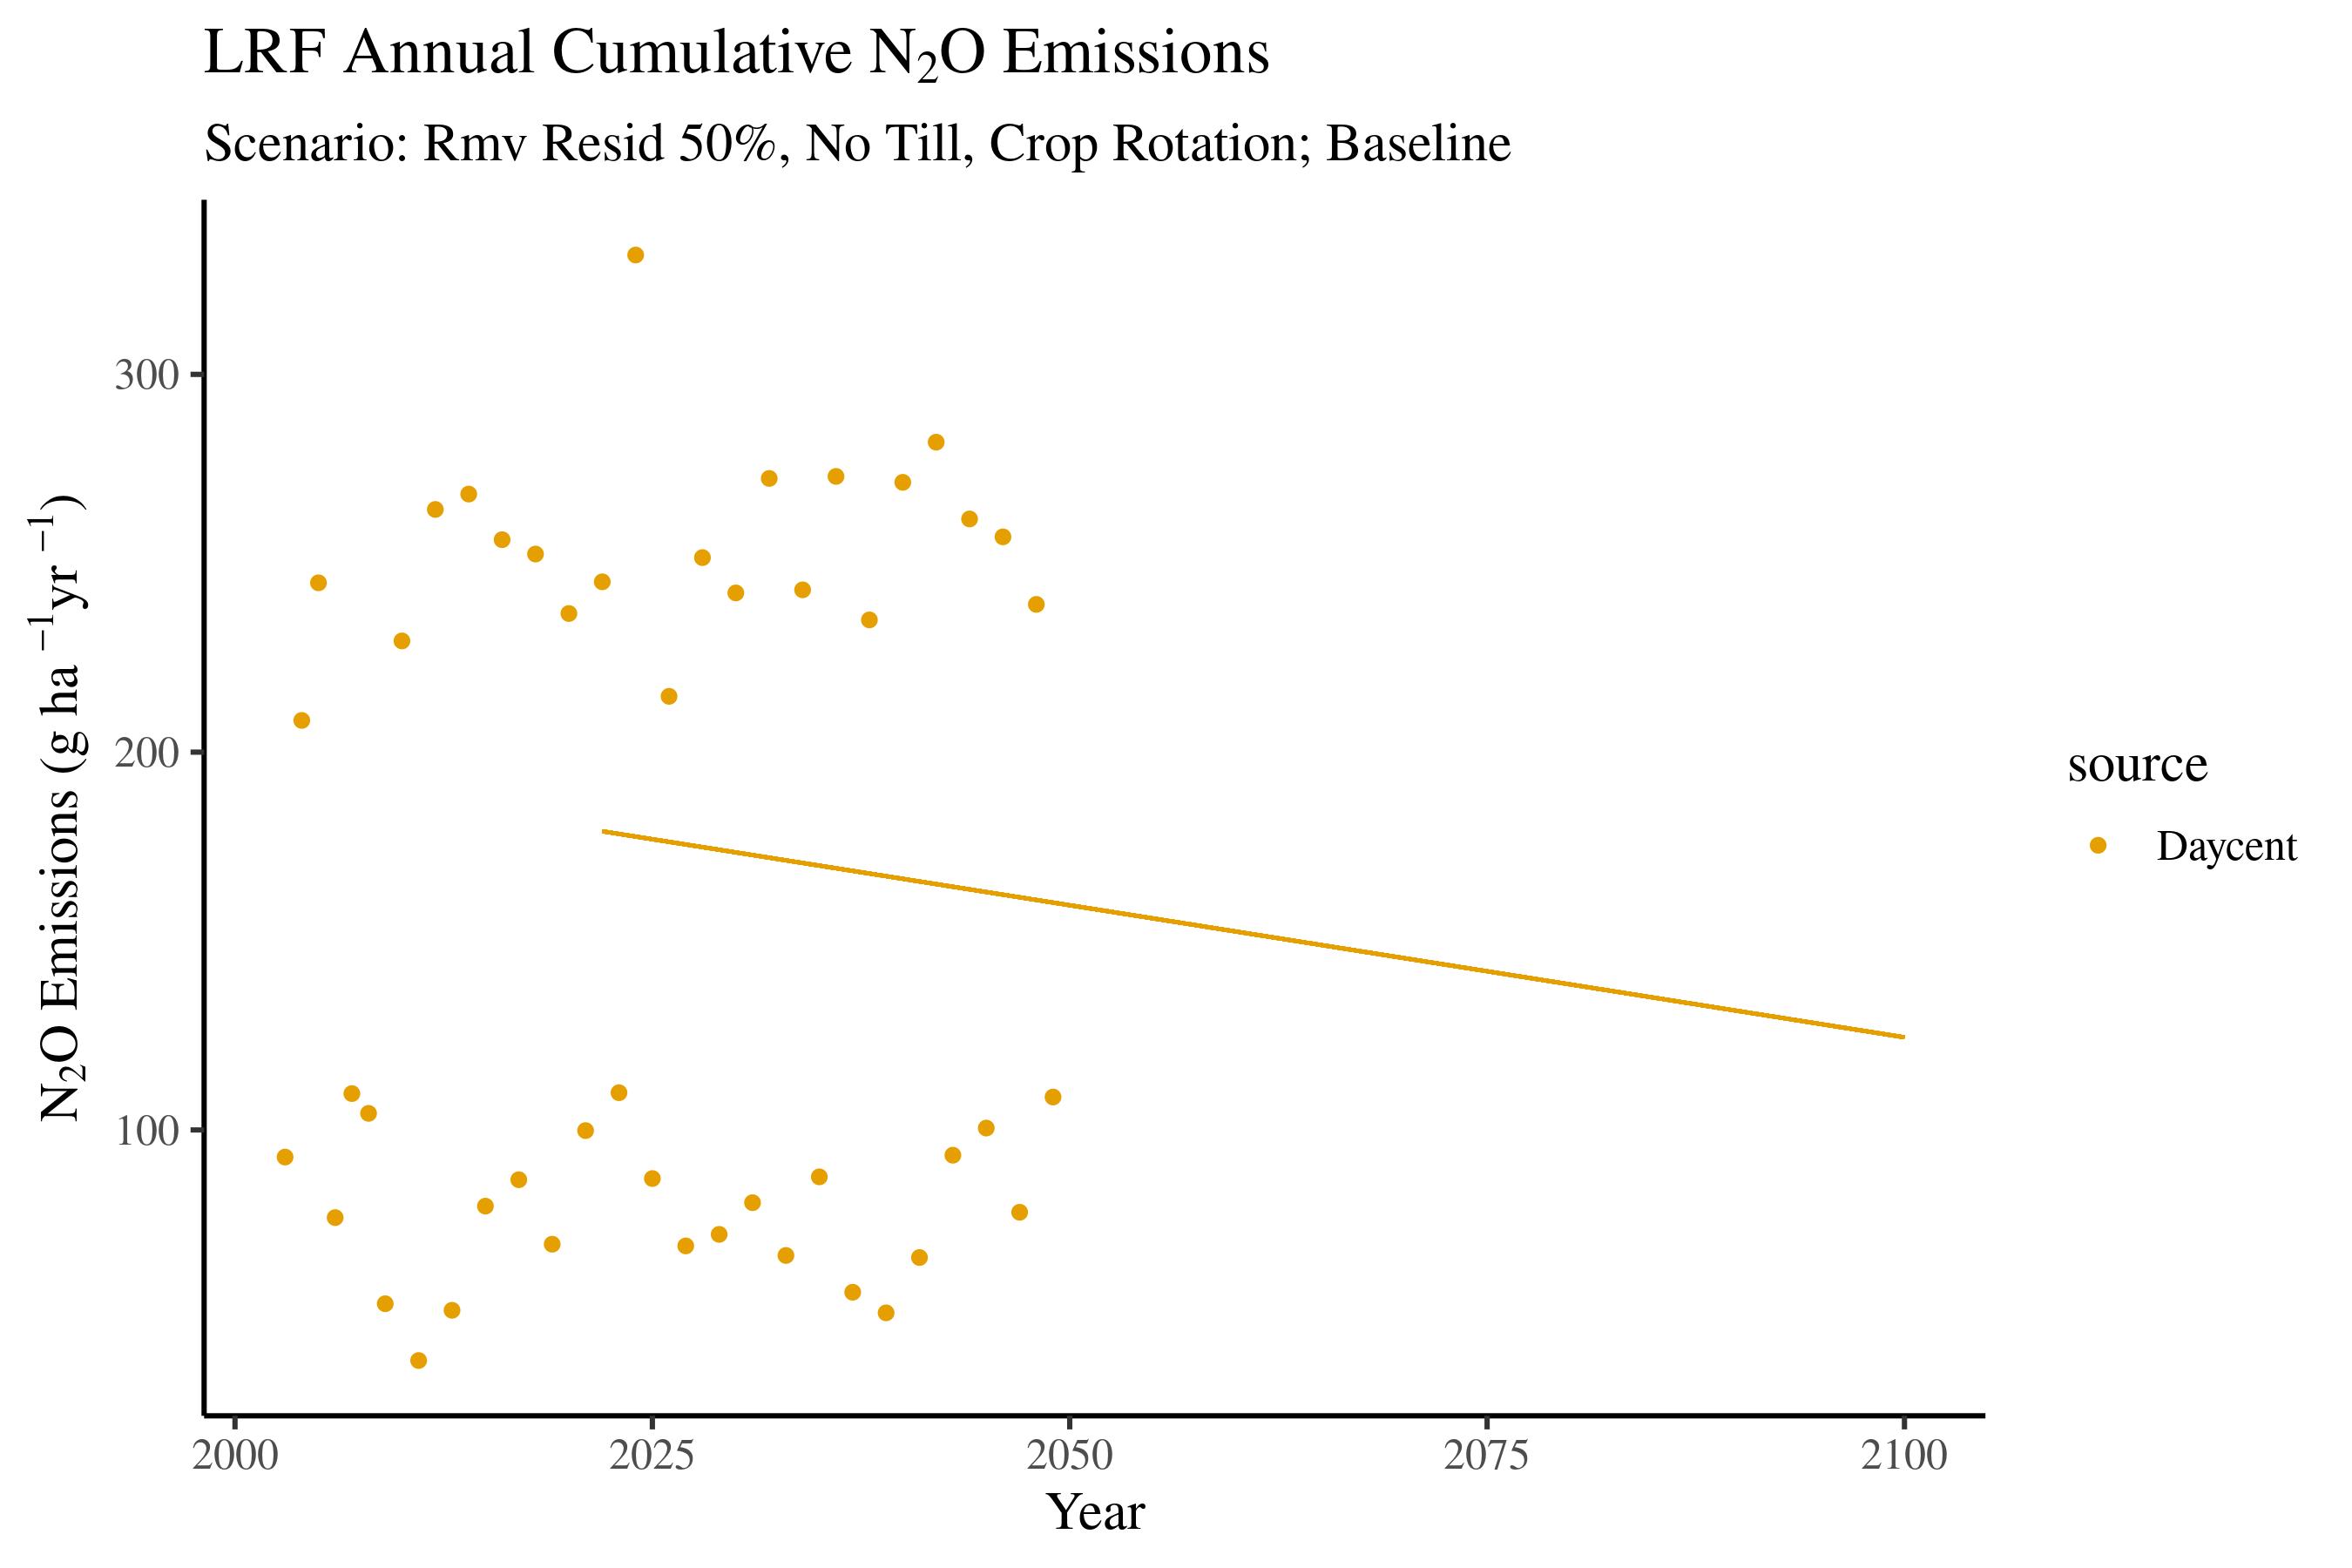 LRF Annual Cumulative N₂O Emissions
Scenario: Rmv Resid 50%, No Till, Crop Rotation; Baseline
N₂O Emissions (g ha ⁻¹yr ⁻¹)
300
200
100
2000 2025 2050 2075 2100
Year
source
Daycent